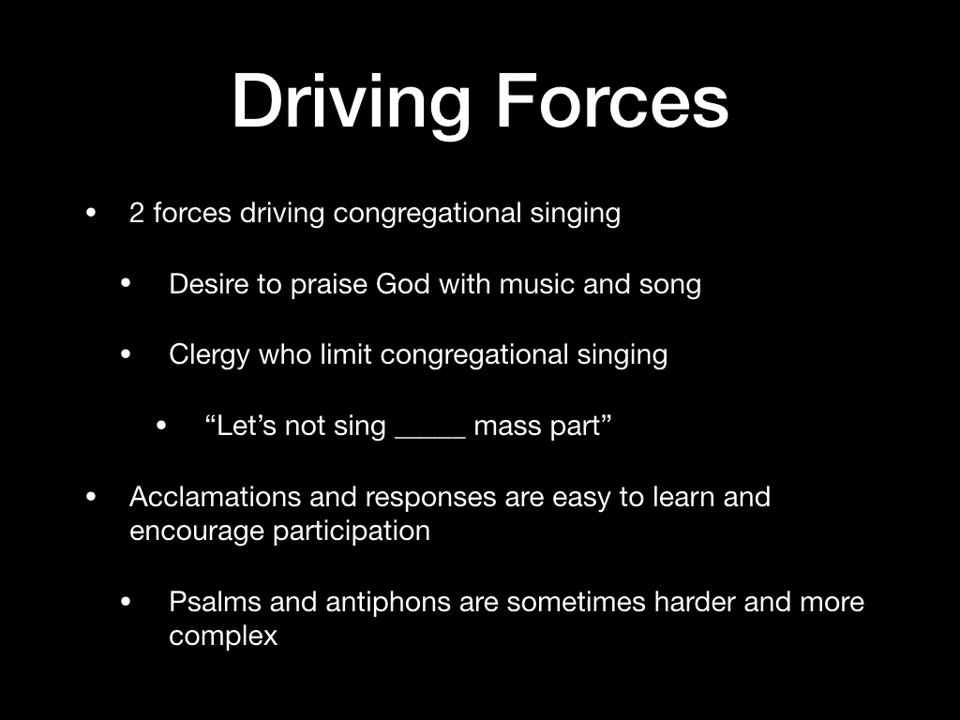 Driving Forces
• 2 forces driving congregational singing
• Desire to praise God with music and song
• Clergy who limit congregational singing
• “Let’s not sing _____ mass part”
• Acclamations and responses are easy to learn and
encourage participation
• Psalms and antiphons are sometimes harder and more
complex